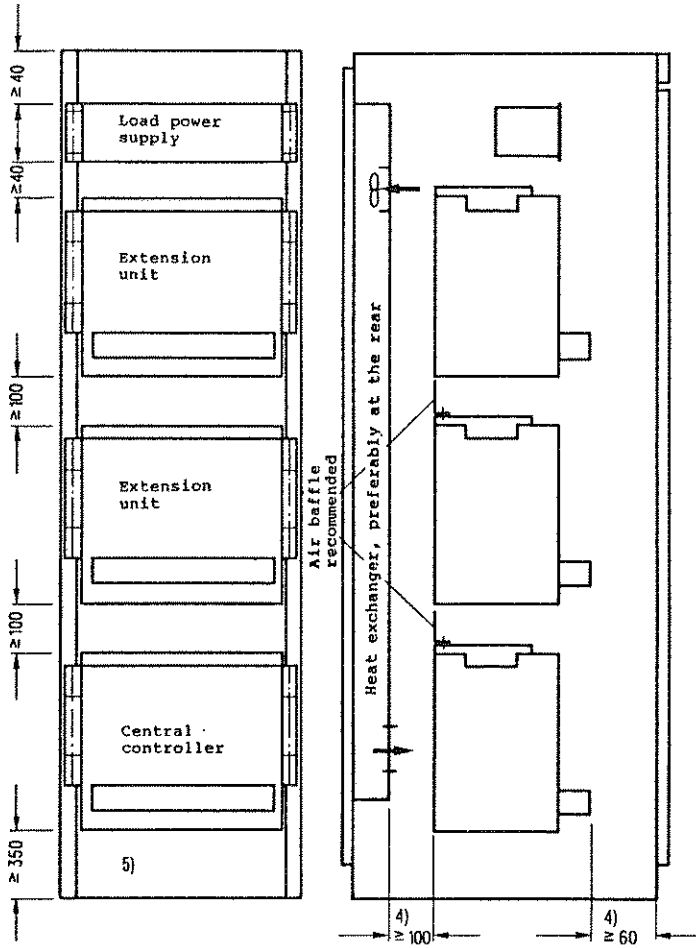 ≥ 40
Load power
supply
≥40
Extension
unit
≥100
Extension
unit
≥100
Central
controller
≥ 350
5)
Air baffle
recommended
Heat exchanger, preferably at the rear
4)
≥ 100
4)
≥ 60